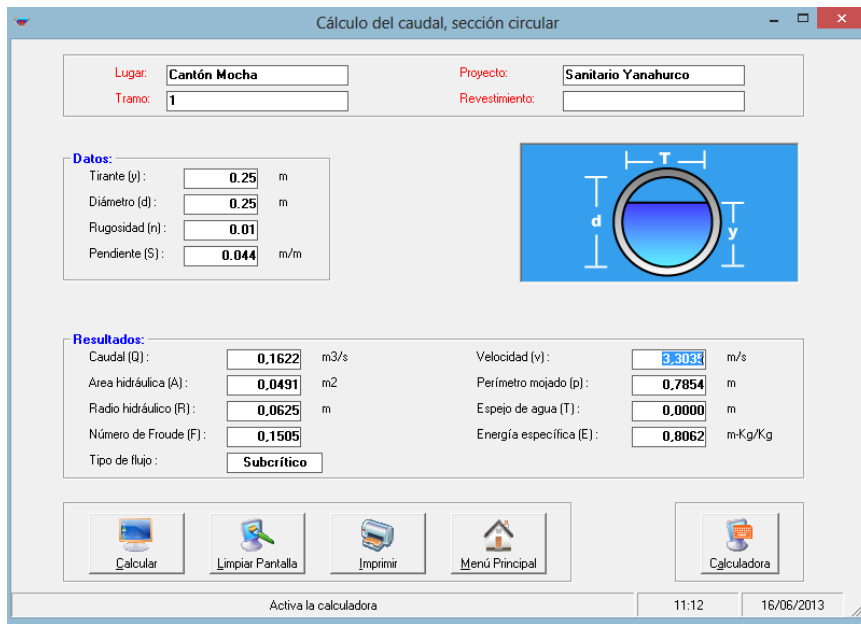 Cálculo del caudal, sección circular
Lugar: Cantón Mocha Proyecto: Sanitario Yanahurco
Tramo: 1 Revestimiento:
Datos:
Tirante (y) : 0.25 m
Diámetro (d) : 0.25 m
Rugosidad (n) : 0.01
Pendiente (S) : 0.044 m/m
T
d
y
Resultados:
Caudal (Q) : 0,1622 m3/s Velocidad (v) : 3,3035 m/s
Area hidráulica (A) : 0,0491 m2 Perímetro mojado (p) : 0,7854 m
Radio hidráulico (R) : 0,0625 m Espejo de agua (T) : 0,0000 m
Número de Froude (F) : 0,1505 Energía específica (E) : 0,8062 m-Kg/Kg
Tipo de flujo : Subcrítico
Calcular Limpiar Pantalla Imprimir Menú Principal Calculadora
Activa la calculadora 11:12 16/06/2013